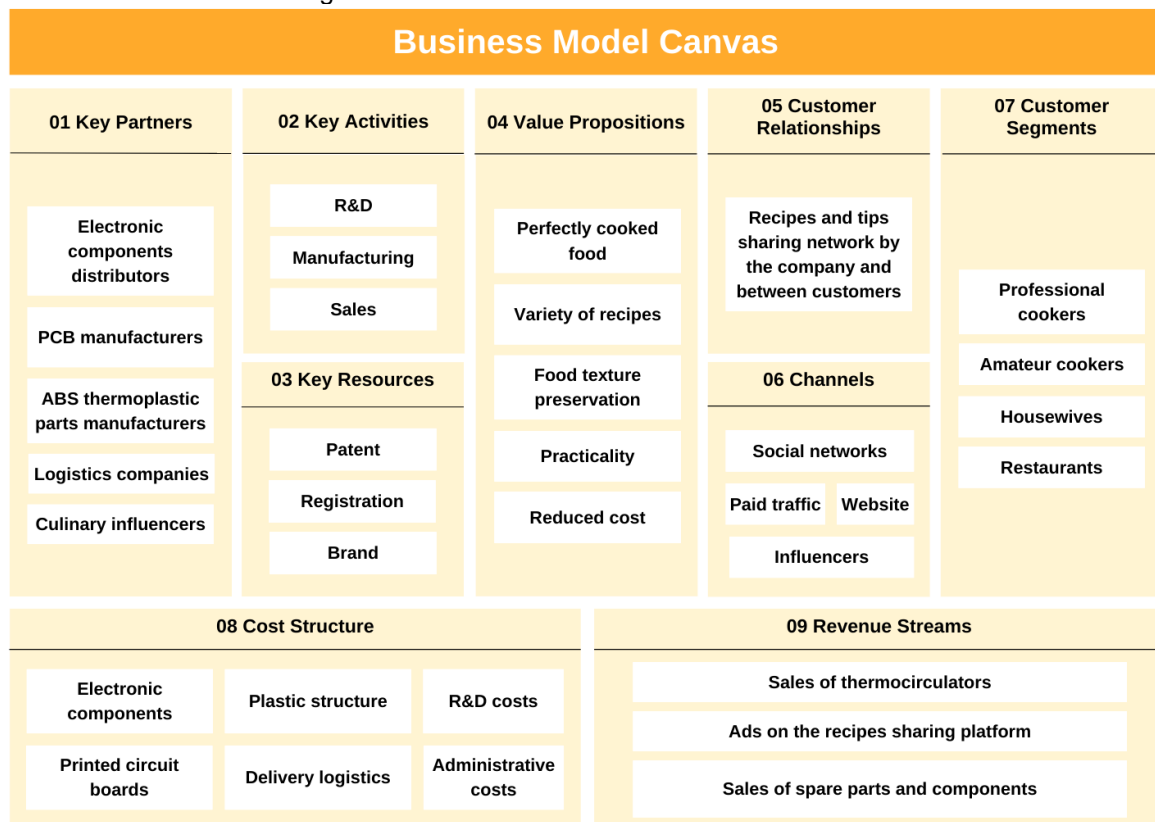 Business Model Canvas
01 Key Partners
Electronic
components
distributors
PCB manufacturers
ABS thermoplastic
parts manufacturers
Logistics companies
Culinary influencers
02 Key Activities
R&D
Manufacturing
Sales
03 Key Resources
Patent
Registration
Brand
04 Value Propositions
Perfectly cooked
food
Variety of recipes
Food texture
preservation
Practicality
Reduced cost
05 Customer
Relationships
Recipes and tips
sharing network by
the company and
between customers
06 Channels
Social networks
Paid traffic
Website
Influencers
07 Customer
Segments
Professional
cookers
Amateur cookers
Housewives
Restaurants
08 Cost Structure
Electronic
components
Plastic structure
R&D costs
Printed circuit
boards
Delivery logistics
Administrative
costs
09 Revenue Streams
Sales of thermocirculators
Ads on the recipes sharing platform
Sales of spare parts and components